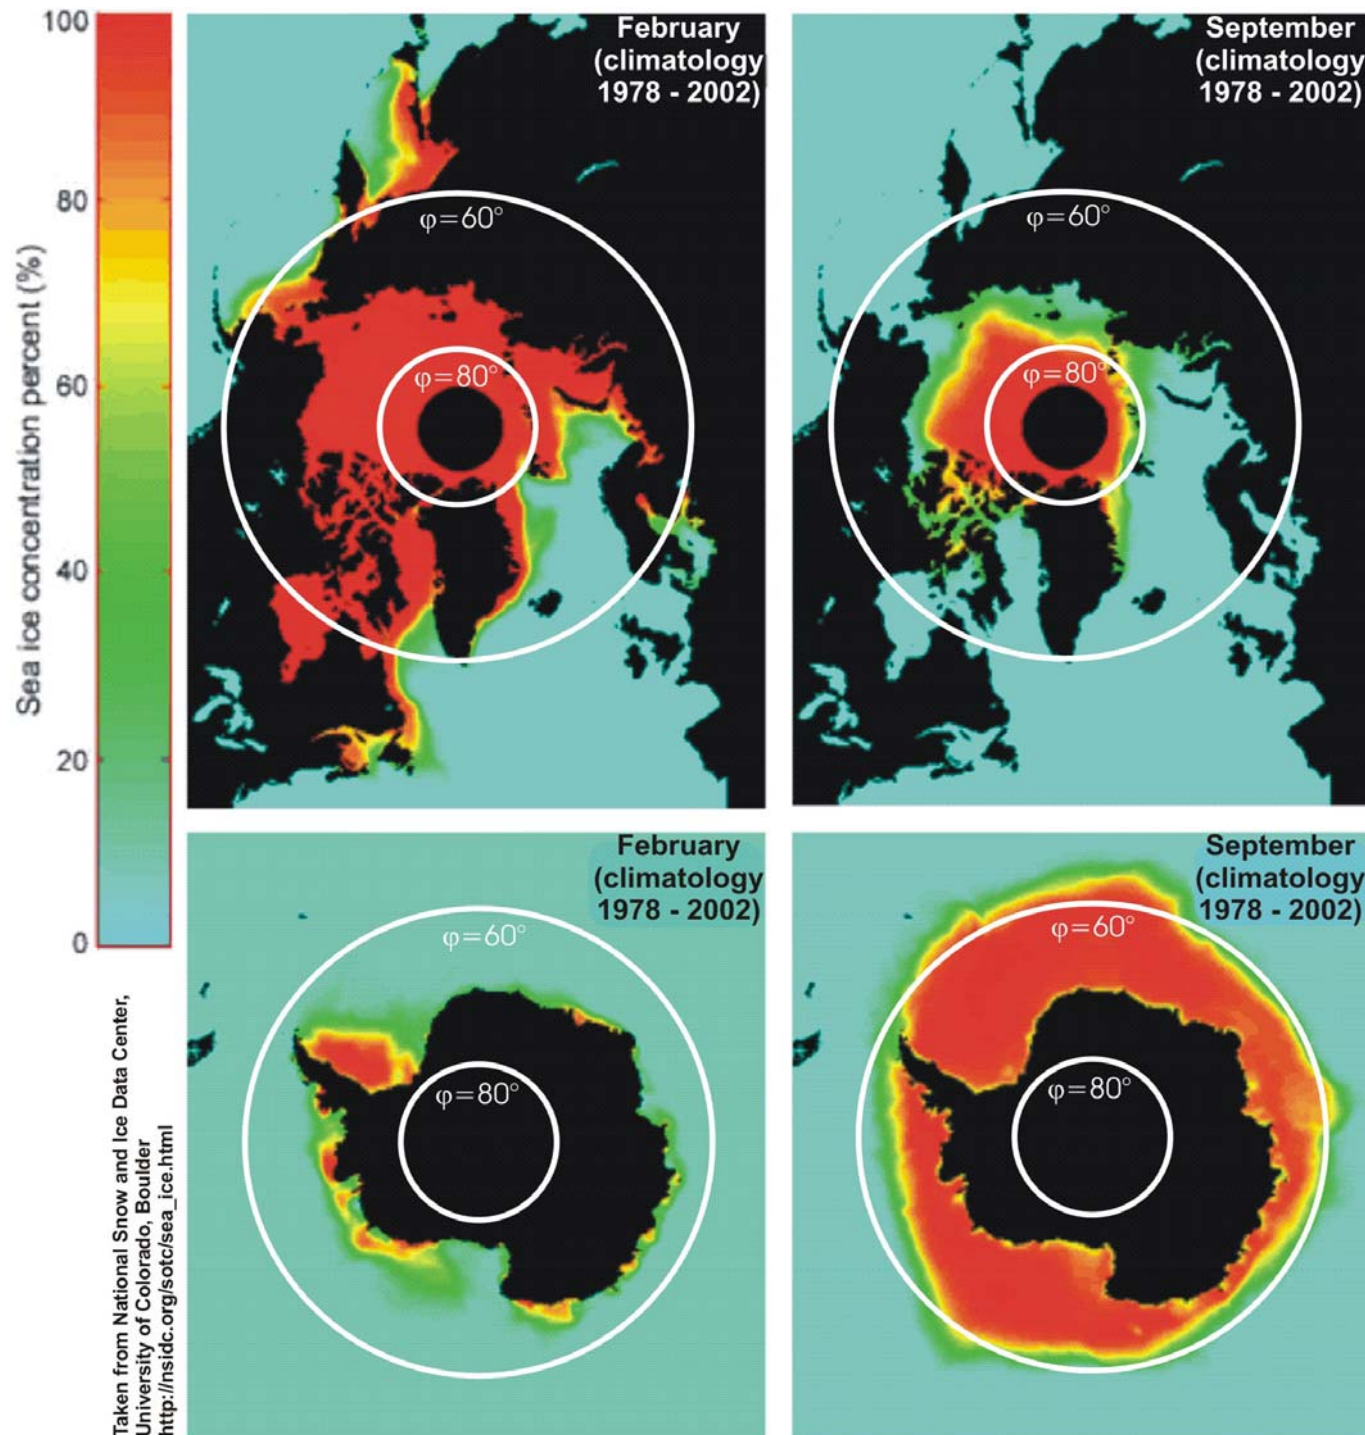 100
80
60
40
20
0
Sea ice concentration percent (%)
February
(climatology
1978 - 2002)
φ=60°
φ=80°
September
(climatology
1978 - 2002)
φ=60°
φ=80°
February
(climatology
1978 - 2002)
φ=60°
φ=80°
September
(climatology
1978 - 2002)
φ=60°
φ=80°
Taken from National Snow and Ice Data Center,
University of Colorado, Boulder
http://nsidc.org/sotc/sea_ice.html